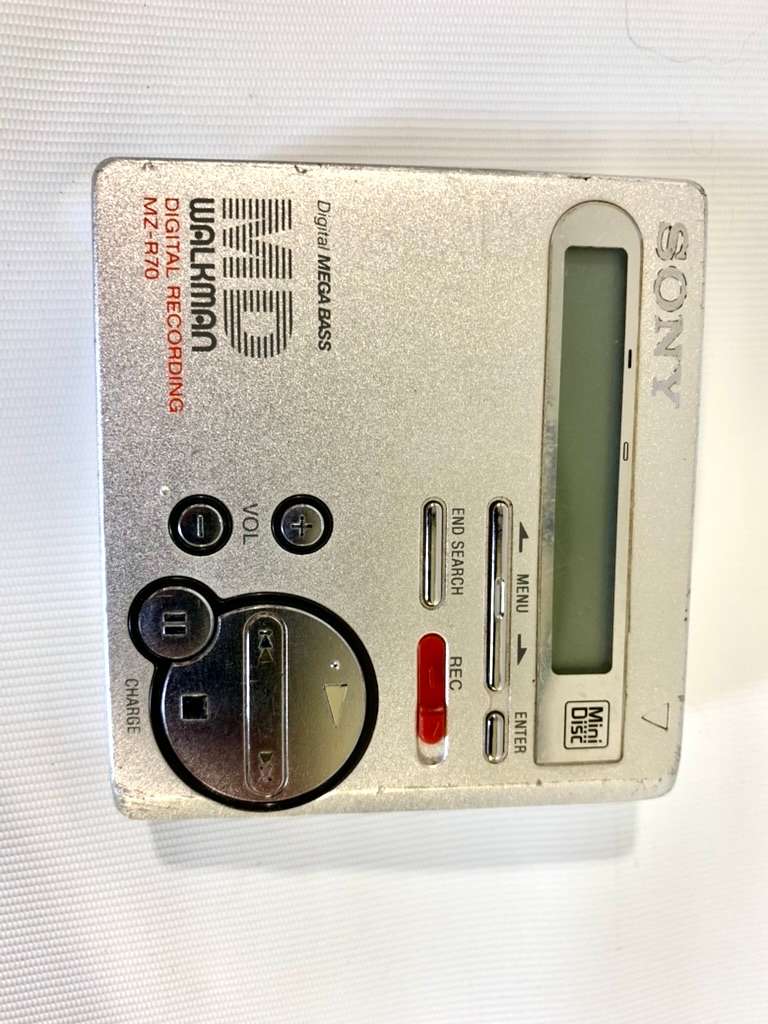 SONY
Mini
Disc
MENU
ENTER
END SEARCH
REC
Digital MEGA BASS
MD
WALKMAN
DIGITAL RECORDING
MZ-R70
VOL
+
-
CHARGE